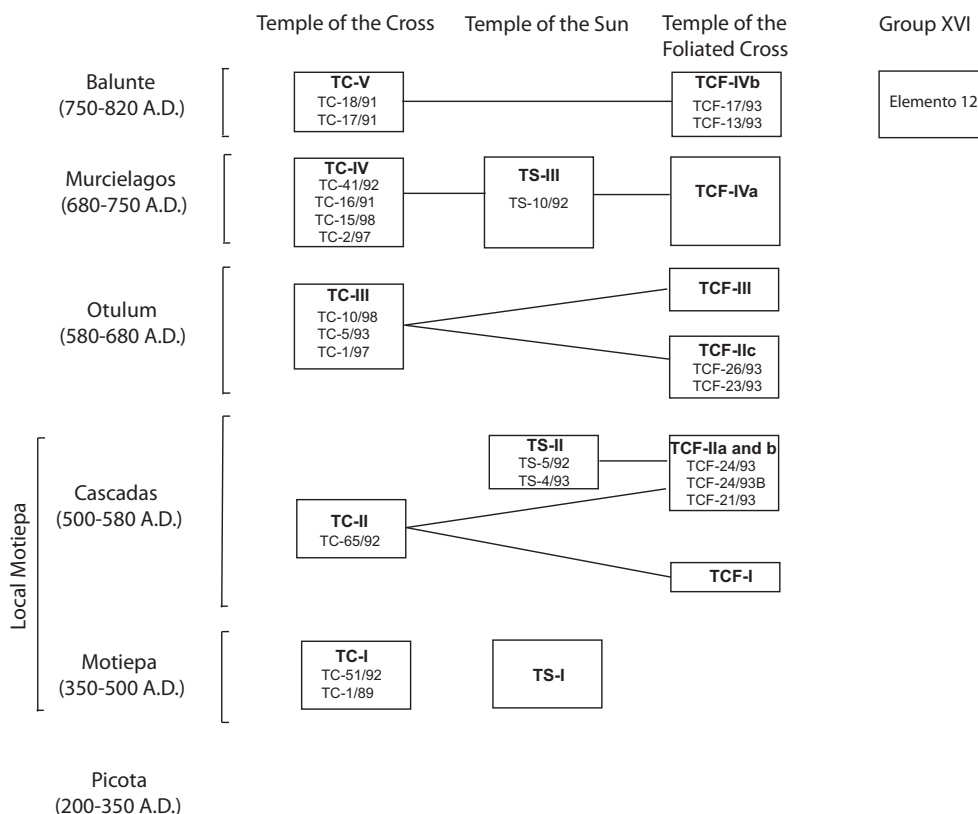 Temple of the Cross
Temple of the Sun
Temple of the
Foliated Cross
Group XVI
Balunte
(750-820 A.D.)
TC-V
TC-18/91
TC-17/91
TCF-IVb
TCF-17/93
TCF-13/93
Elemento 12
Murcielagos
(680-750 A.D.)
TC-IV
TC-41/92
TC-16/91
TC-15/98
TC-2/97
TS-III
TS-10/92
TCF-IVa
Otulum
(580-680 A.D.)
TC-III
TC-10/98
TC-5/93
TC-1/97
TCF-III
TCF-IIc
TCF-26/93
TCF-23/93
Local Motiepa
Cascadas
(500-580 A.D.)
TC-II
TC-65/92
TS-II
TS-5/92
TS-4/93
TCF-IIa and b
TCF-24/93
TCF-24/93B
TCF-21/93
TCF-I
Motiepa
(350-500 A.D.)
TC-I
TC-51/92
TC-1/89
TS-I
Picota
(200-350 A.D.)